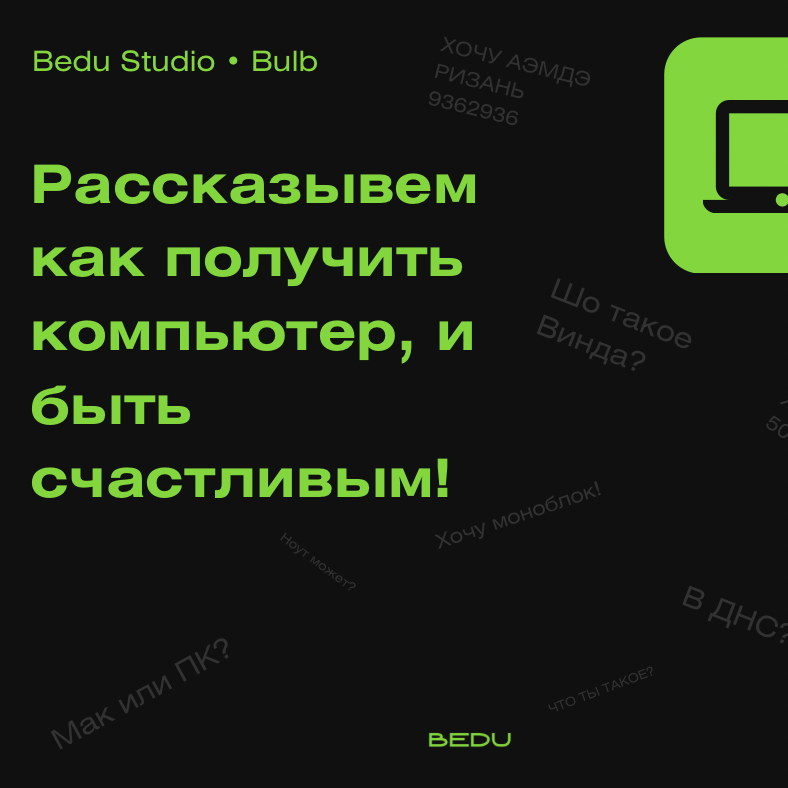 Bedu Studio • Bulb
ХОЧУ АЭМДЭ
РИЗАНЬ
9362936
Рассказывем
как получить
компьютер, и
быть
счастливым!
Шо такое
Винда?
50
Хочу моноблок!
Ноут может?
В ДНС?
Мак или ПК?
ЧТО ТЫ ТАКОЕ?
BEDU